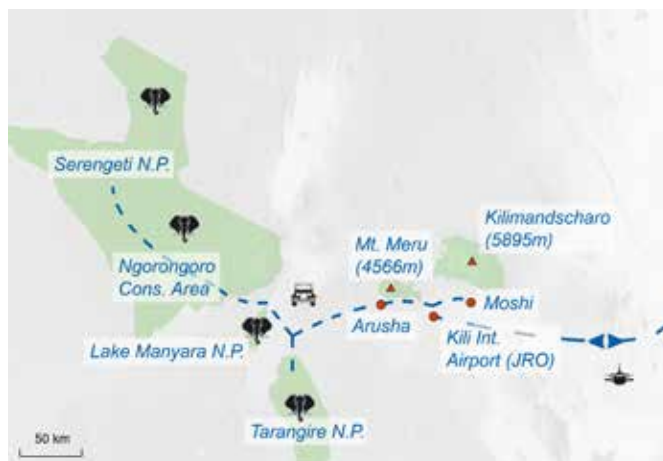 Serengeti N.P.
Ngorongoro
Cons. Area
Lake Manyara N.P.
Tarangire N.P.
Arusha
Mt. Meru
(4566m)
Kilimandscharo
(5895m)
Moshi
Kili Int.
Airport (JRO)
50 km